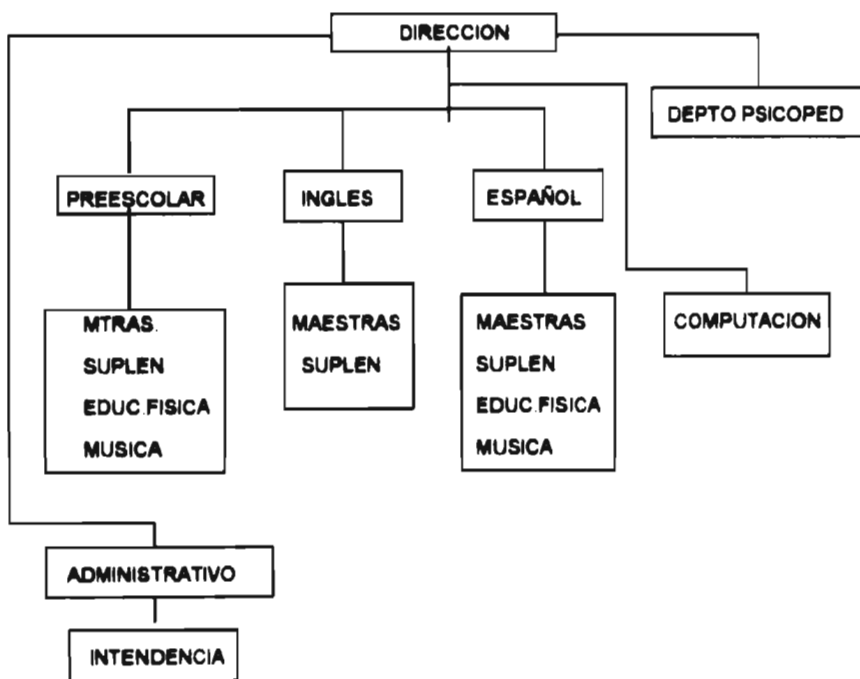 DIRECCION
DEPTO PSICOPED
PREESCOLAR
INGLES
ESPAÑOL
MTRAS.
SUPLEN
EDUC.FISICA
MUSICA
MAESTRAS
SUPLEN
MAESTRAS
SUPLEN
EDUC.FISICA
MUSICA
COMPUTACION
ADMINISTRATIVO
INTENDENCIA